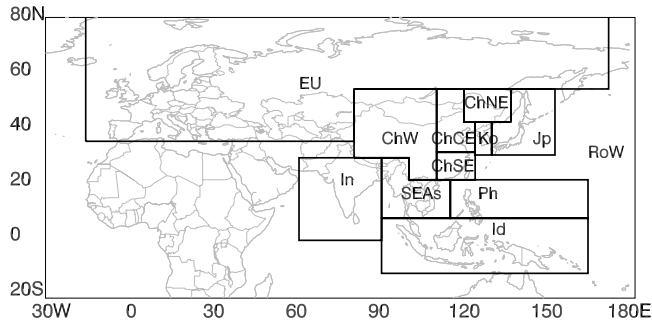 80N
60
40
20
0
20S
EU
ChNE
ChW
ChCE
Ko
Jp
RoW
ChSE
In
SEAs
Ph
Id
30W 0 30 60 90 120 150 180E